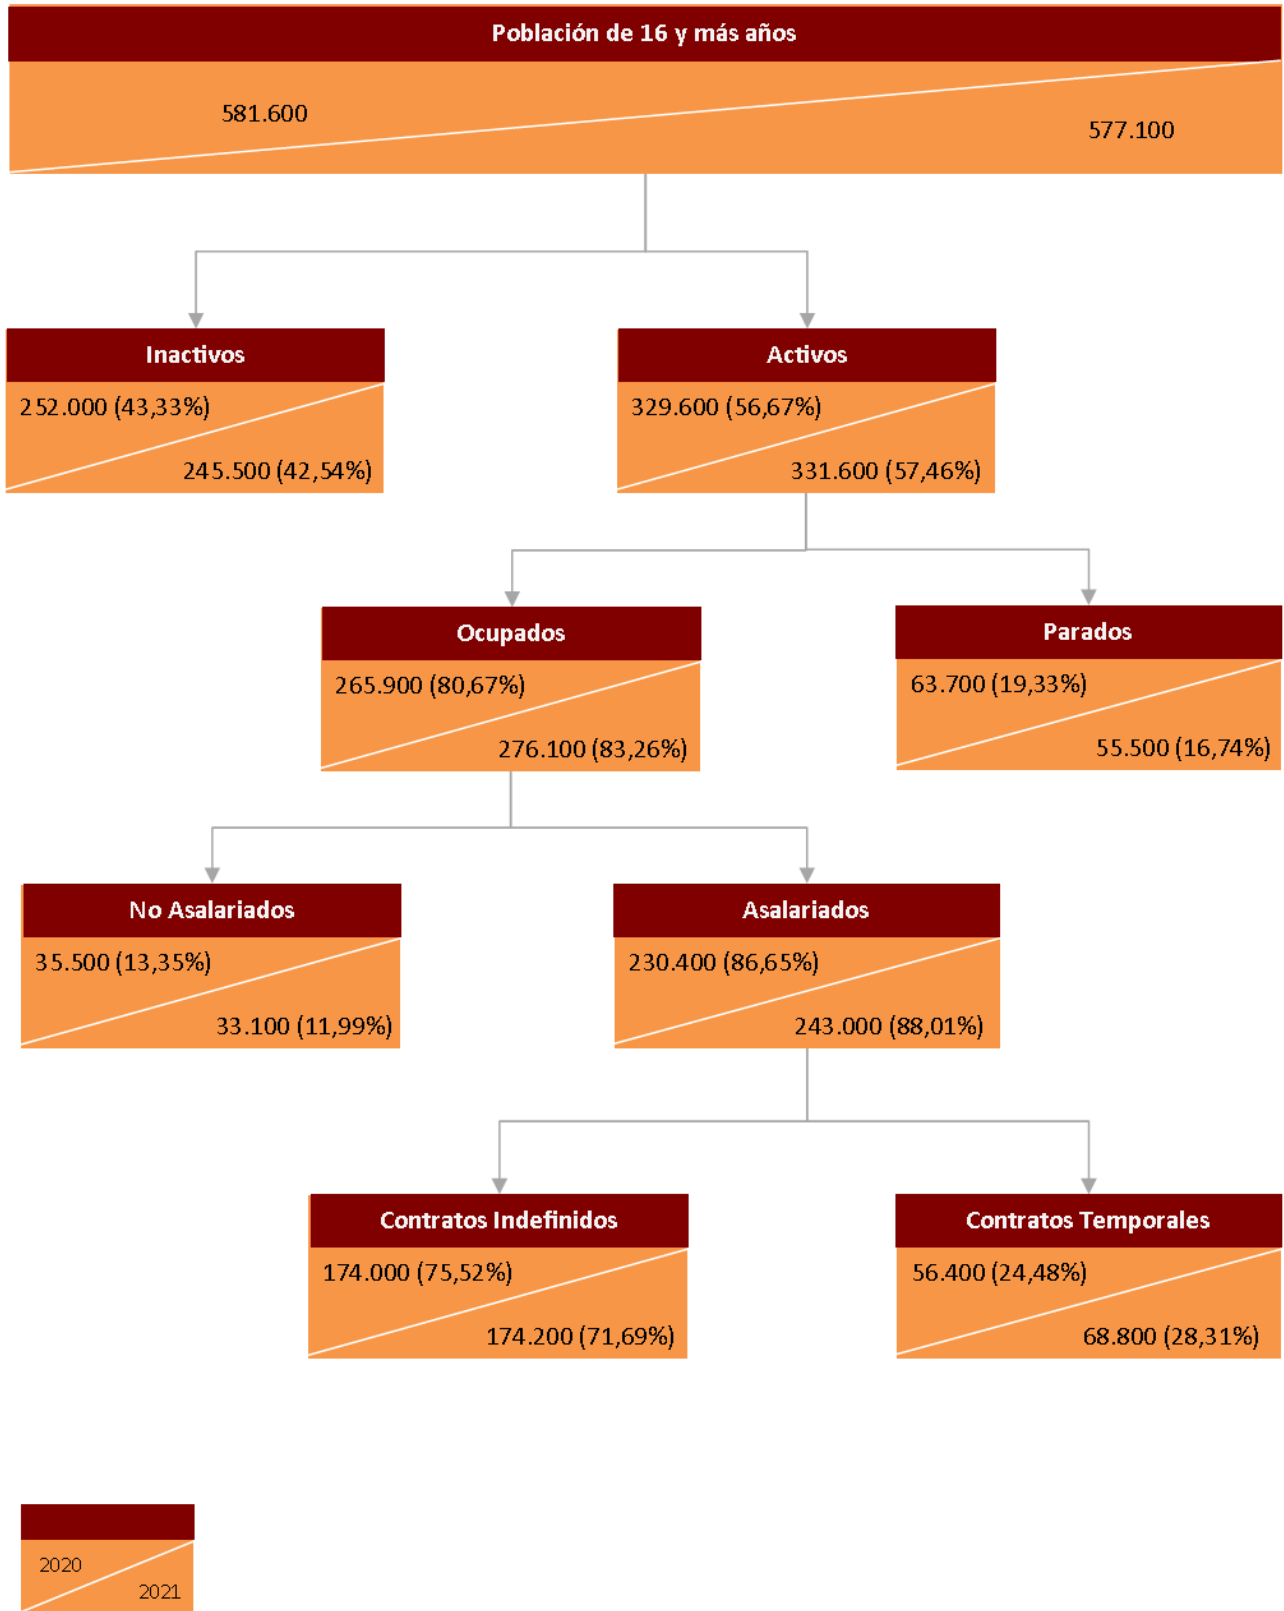 Población de 16 y más años
581.600
577.100
Inactivos
252.000 (43,33%)
245.500 (42,54%)
Activos
329.600 (56,67%)
331.600 (57,46%)
Ocupados
265.900 (80,67%)
276.100 (83,26%)
Parados
63.700 (19,33%)
55.500 (16,74%)
No Asalariados
35.500 (13,35%)
33.100 (11,99%)
Asalariados
230.400 (86,65%)
243.000 (88,01%)
Contratos Indefinidos
174.000 (75,52%)
174.200 (71,69%)
Contratos Temporales
56.400 (24,48%)
68.800 (28,31%)
2020
2021